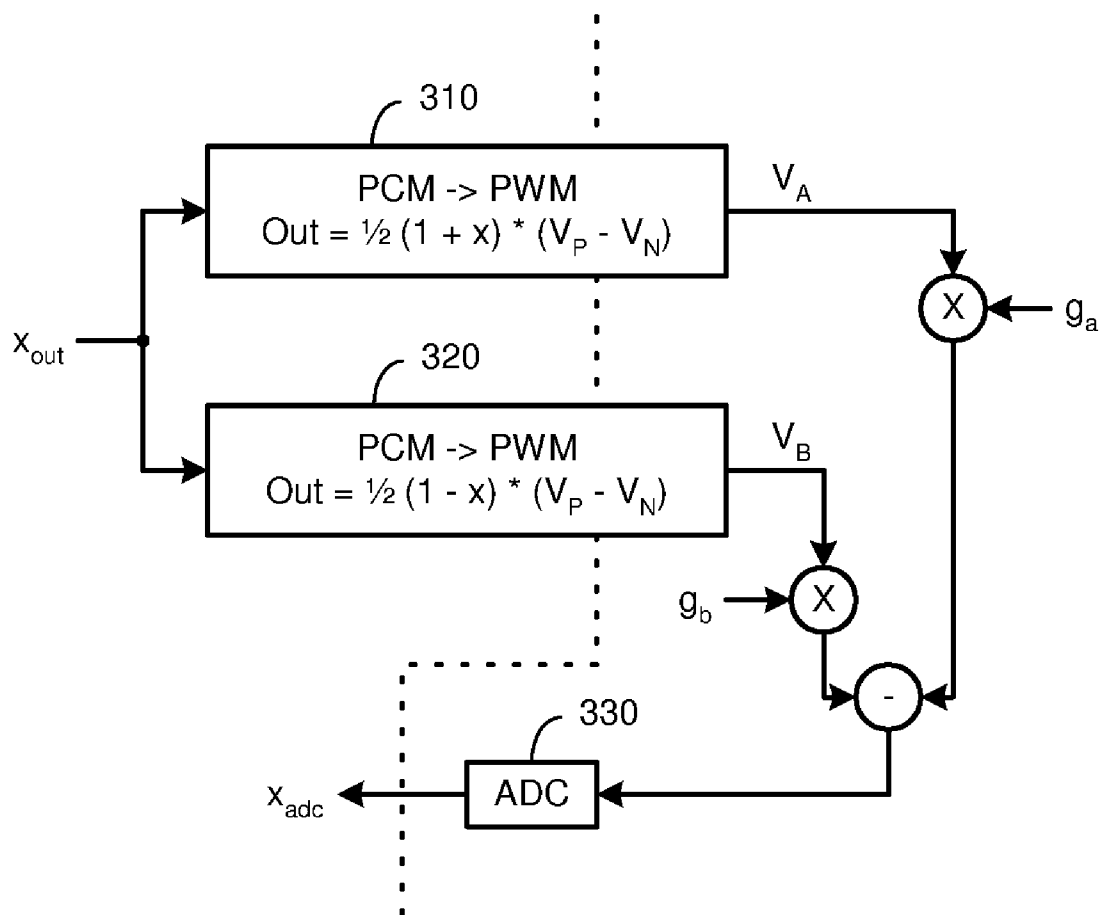 310
PCM -> PWM
Out = ½ (1 + x) * (V_P - V_N)
V_A
X
g_a
x_out
320
PCM -> PWM
Out = ½ (1 - x) * (V_P - V_N)
V_B
g_b
X
-
330
ADC
x_adc